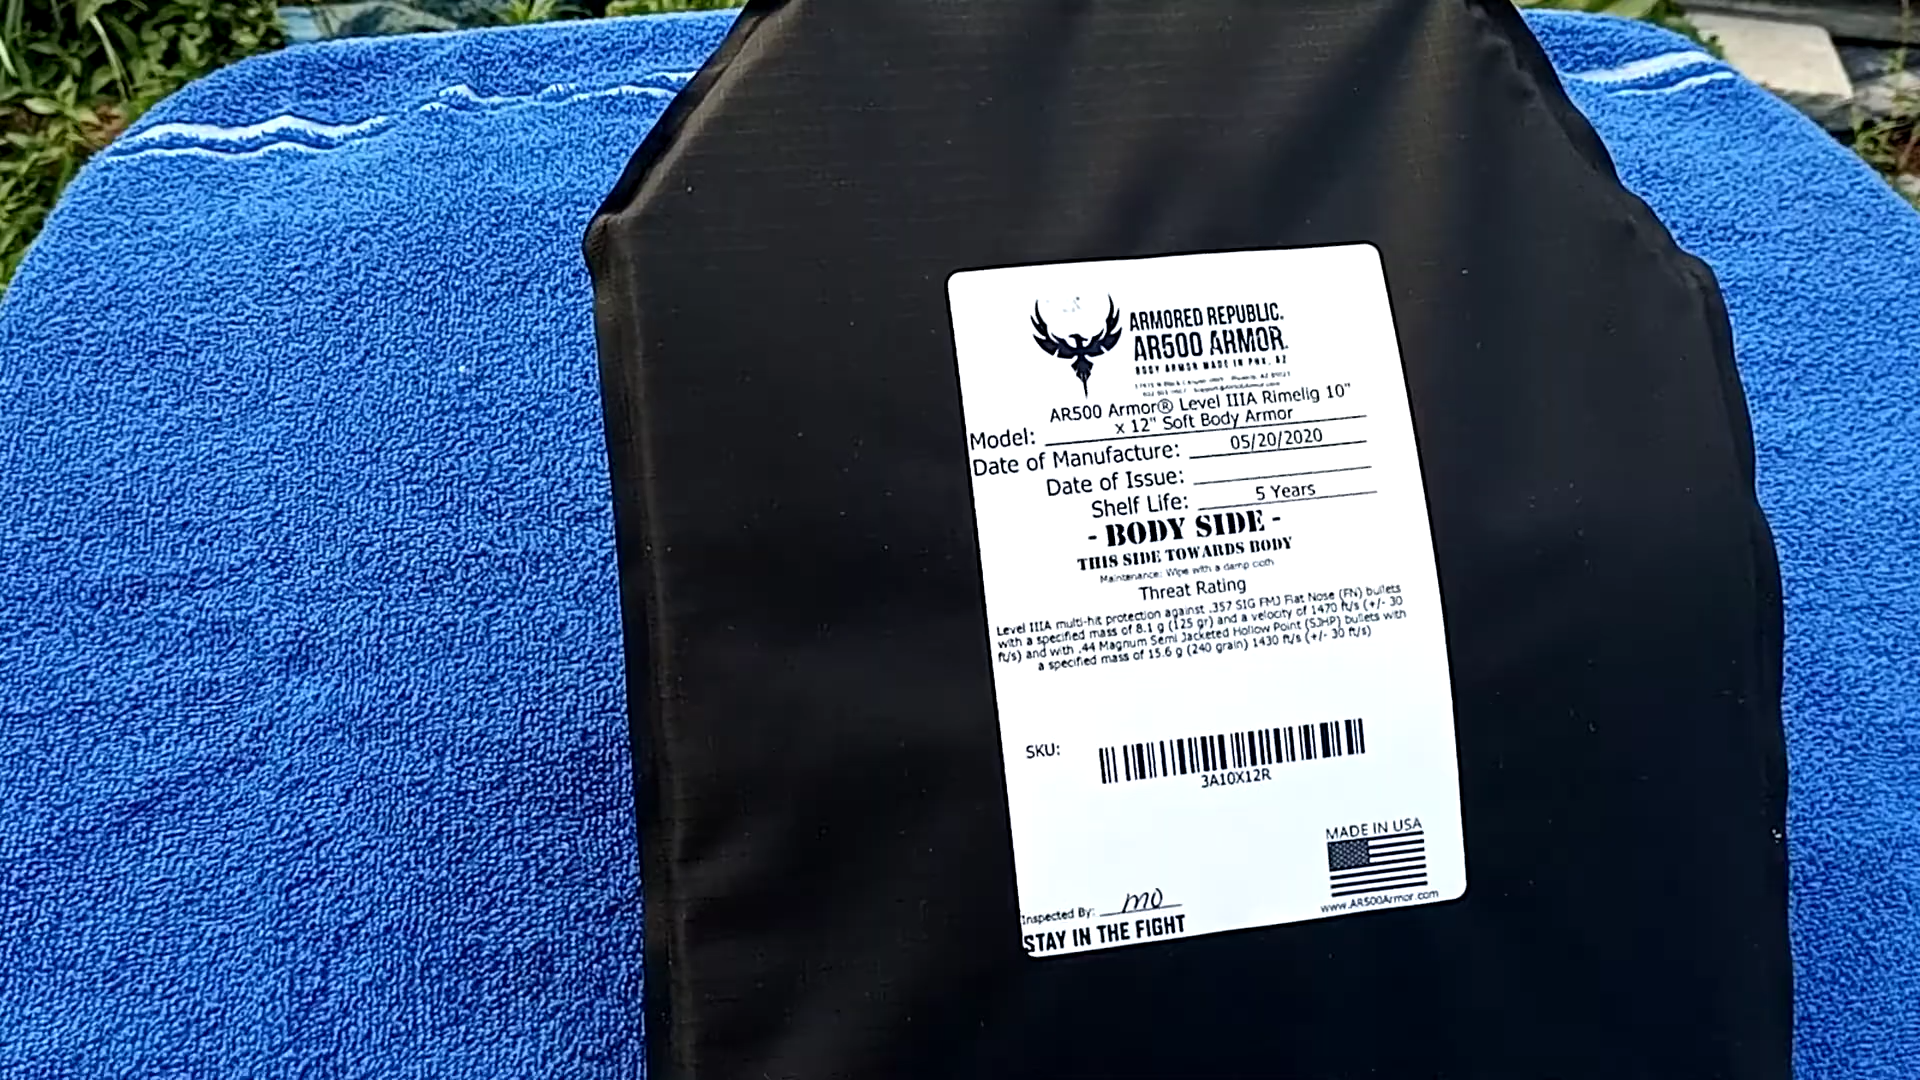 ARMORED REPUBLIC.
AR500 ARMOR.
BODY ARMOR MADE IN PHX, AZ
AR500 Armor® Level IIIA Rimelig 10"
x 12" Soft Body Armor
Model:
Date of Manufacture: 05/20/2020
Date of Issue:
Shelf Life: 5 Years
- BODY SIDE -
THIS SIDE TOWARDS BODY
Maintenance: Wipe with a damp cloth
Threat Rating
Level IIIA multi-hit protection against .357 SIG FMJ Flat Nose (FN) bullets
with a specified mass of 8.1 g (125 gr) and a velocity of 1470 ft/s (+/- 30
ft/s) and with .44 Magnum Semi Jacketed Hollow Point (SJHP) bullets with
a specified mass of 15.6 g (240 grain) 1430 ft/s (+/- 30 ft/s)
SKU:
3A10X12R
MADE IN USA
www.AR500Armor.com
Inspected By: mo
STAY IN THE FIGHT